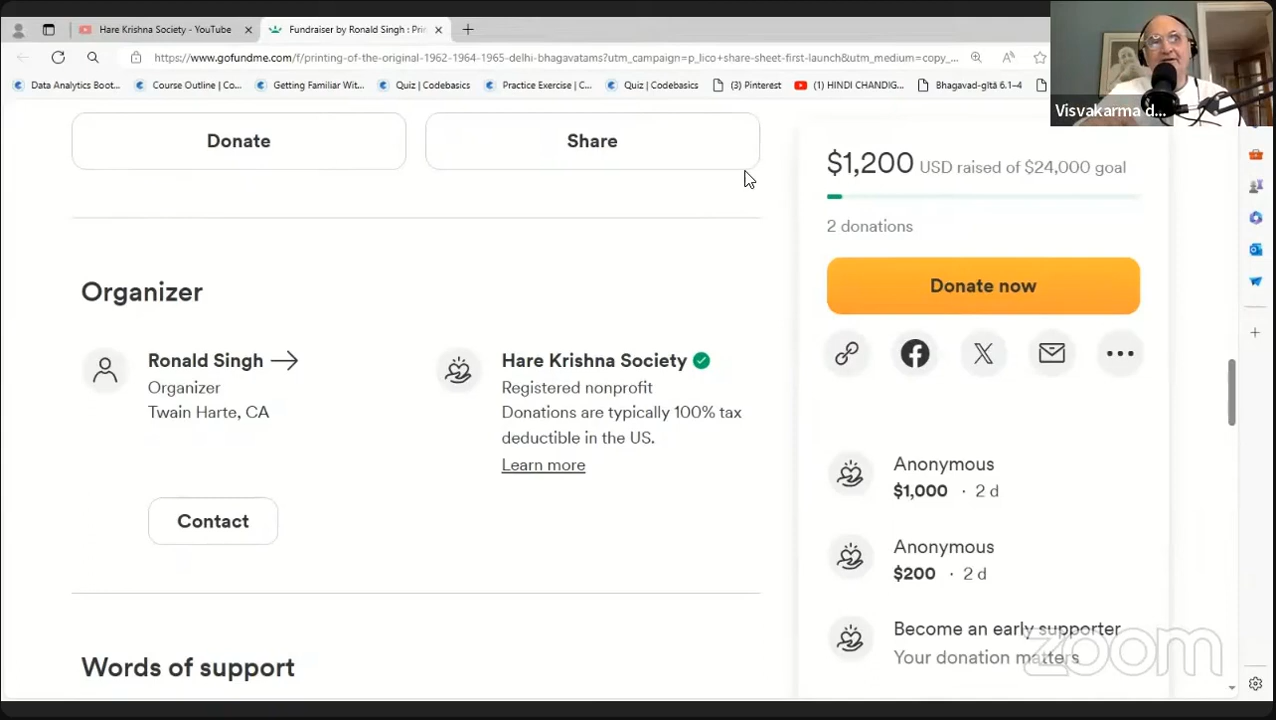 Hare Krishna Society - YouTube
Fundraiser by Ronald Singh : Prin
https://www.gofundme.com/f/printing-of-the-original-1962-1964-1965-delhi-bhagavatams?utm_campaign=p_lico+share-sheet-first-launch&utm_medium=copy_...
Data Analytics Boot...
Course Outline | Co...
Getting Familiar Wit...
Quiz | Codebasics
Practice Exercise | C...
Quiz | Codebasics
(3) Pinterest
(1) HINDI CHANDIG...
Bhagavad-gītā 6.1–4
Visvakarma d...
Donate
Share
$1,200 USD raised of $24,000 goal
2 donations
Donate now
Organizer
Ronald Singh
Organizer
Twain Harte, CA
Contact
Hare Krishna Society
Registered nonprofit
Donations are typically 100% tax
deductible in the US.
Learn more
Anonymous
$1,000 · 2 d
Anonymous
$200 · 2 d
Become an early supporter
Your donation matters
Words of support
zoom